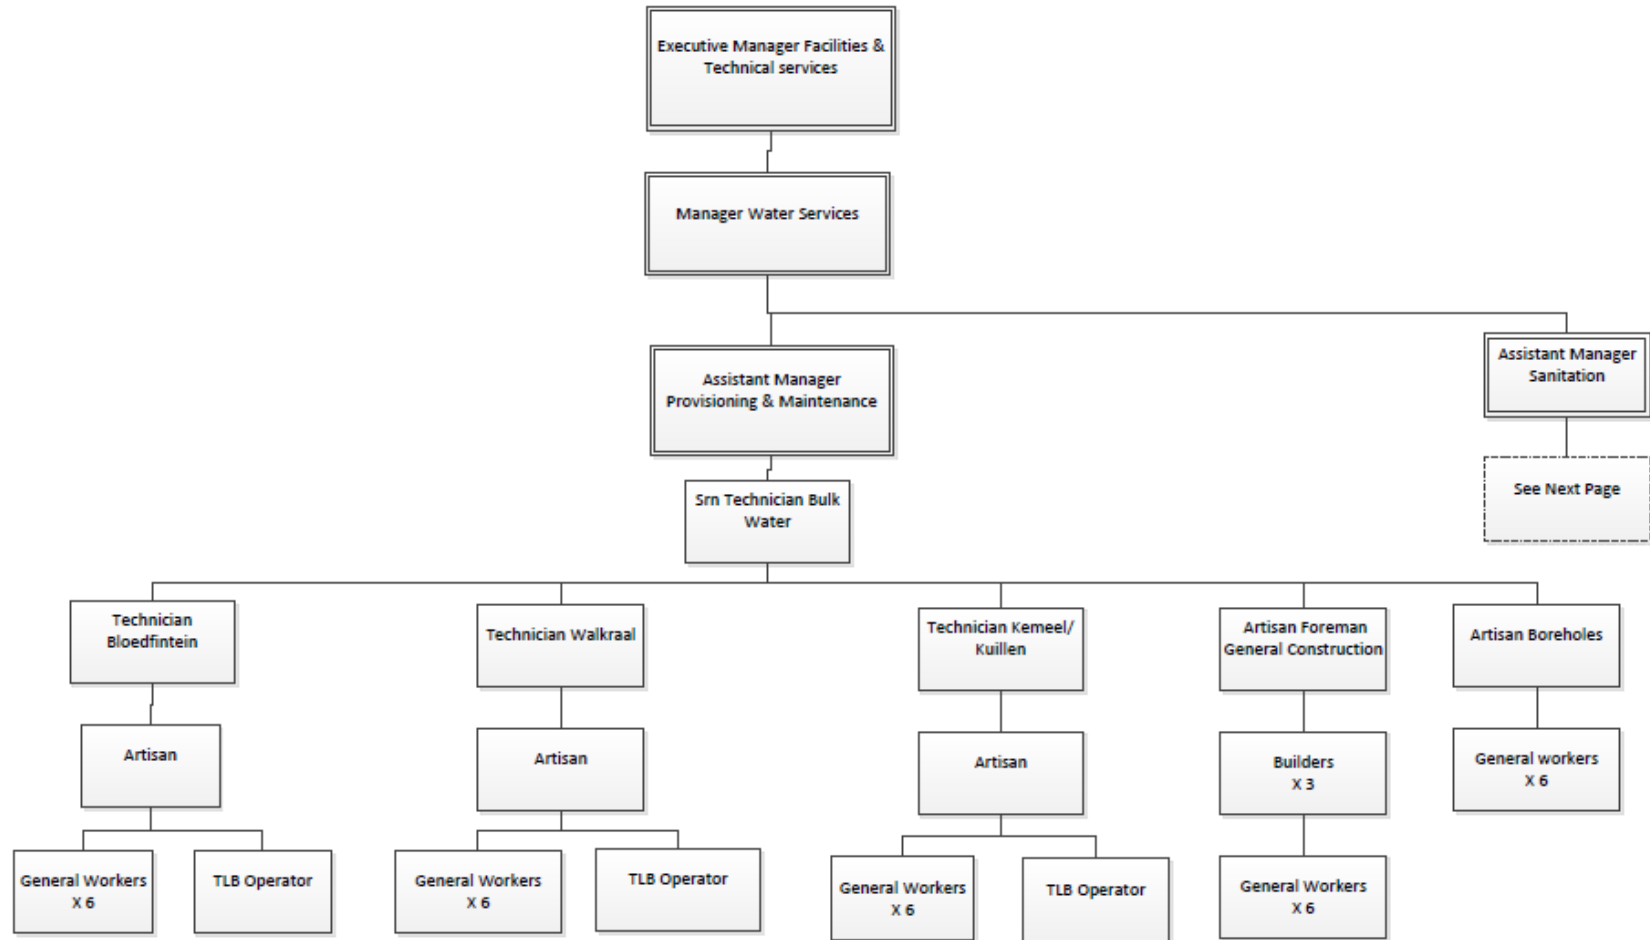 Executive Manager Facilities &
Technical services
Manager Water Services
Assistant Manager
Provisioning & Maintenance
Assistant Manager
Sanitation
See Next Page
Srn Technician Bulk
Water
Technician
Bloedfintein
Technician Walkraal
Technician Kemeel/
Kuillen
Artisan Foreman
General Construction
Artisan Boreholes
Artisan
Artisan
Artisan
Builders
X 3
General workers
X 6
General Workers
X 6
TLB Operator
General Workers
X 6
TLB Operator
General Workers
X 6
TLB Operator
General Workers
X 6